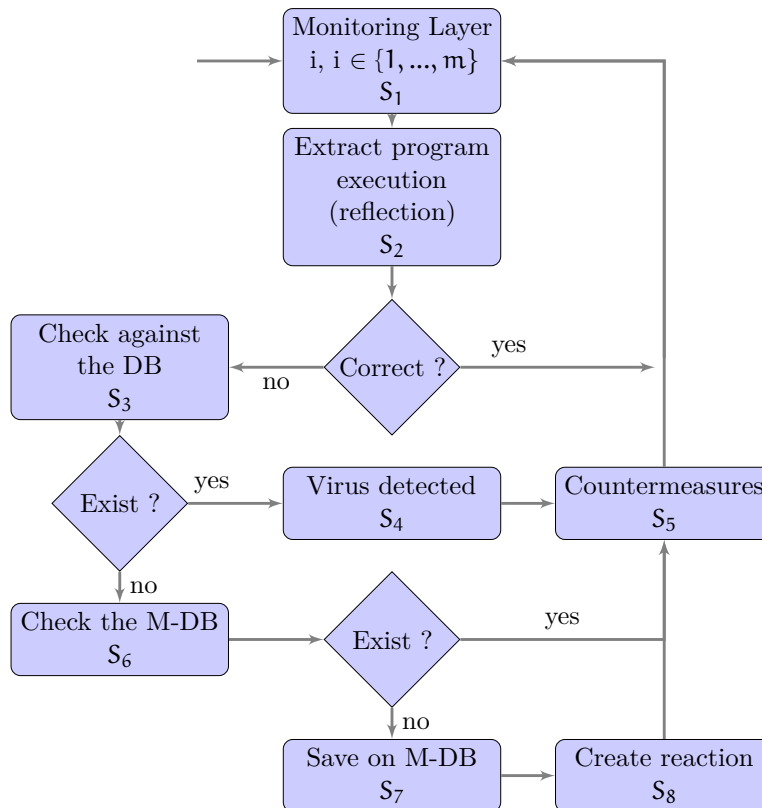 Monitoring Layer
i, i ∈ {1, ..., m}
S₁
Extract program
execution
(reflection)
S₂
Check against
the DB
S₃
no
Correct ?
yes
Exist ?
yes
Virus detected
S₄
Countermeasures
S₅
no
Check the M-DB
S₆
Exist ?
yes
no
Save on M-DB
S₇
Create reaction
S₈